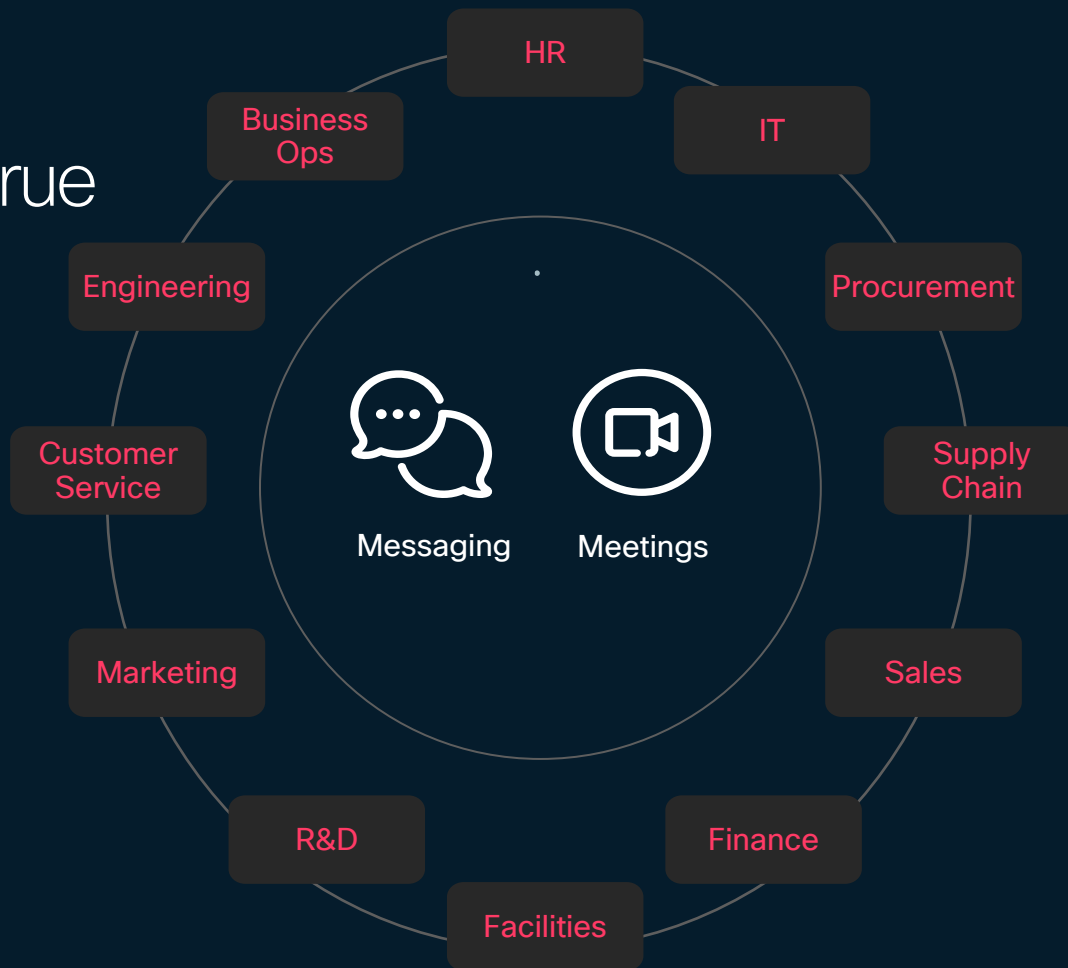 HR
IT
Business
Ops
rue
Engineering
Procurement
Customer
Service
Supply
Chain
Messaging
Meetings
Marketing
Sales
R&D
Finance
Facilities